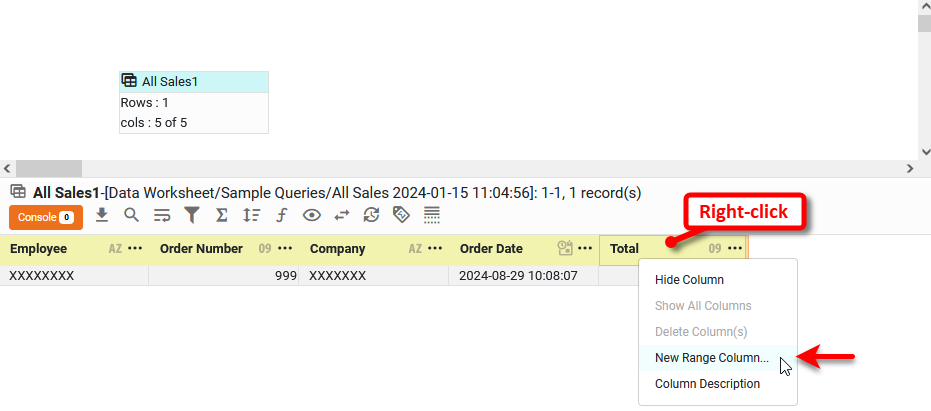 All Sales1
Rows : 1
cols : 5 of 5
All Sales1-[Data Worksheet/Sample Queries/All Sales 2024-01-15 11:04:56]: 1-1, 1 record(s)
Console 0
Right-click
Employee AZ ••• Order Number 09 ••• Company AZ ••• Order Date ••• Total 09 •••
XXXXXXXX 999 XXXXXXX 2024-08-29 10:08:07
Hide Column
Show All Columns
Delete Column(s)
New Range Column...
Column Description